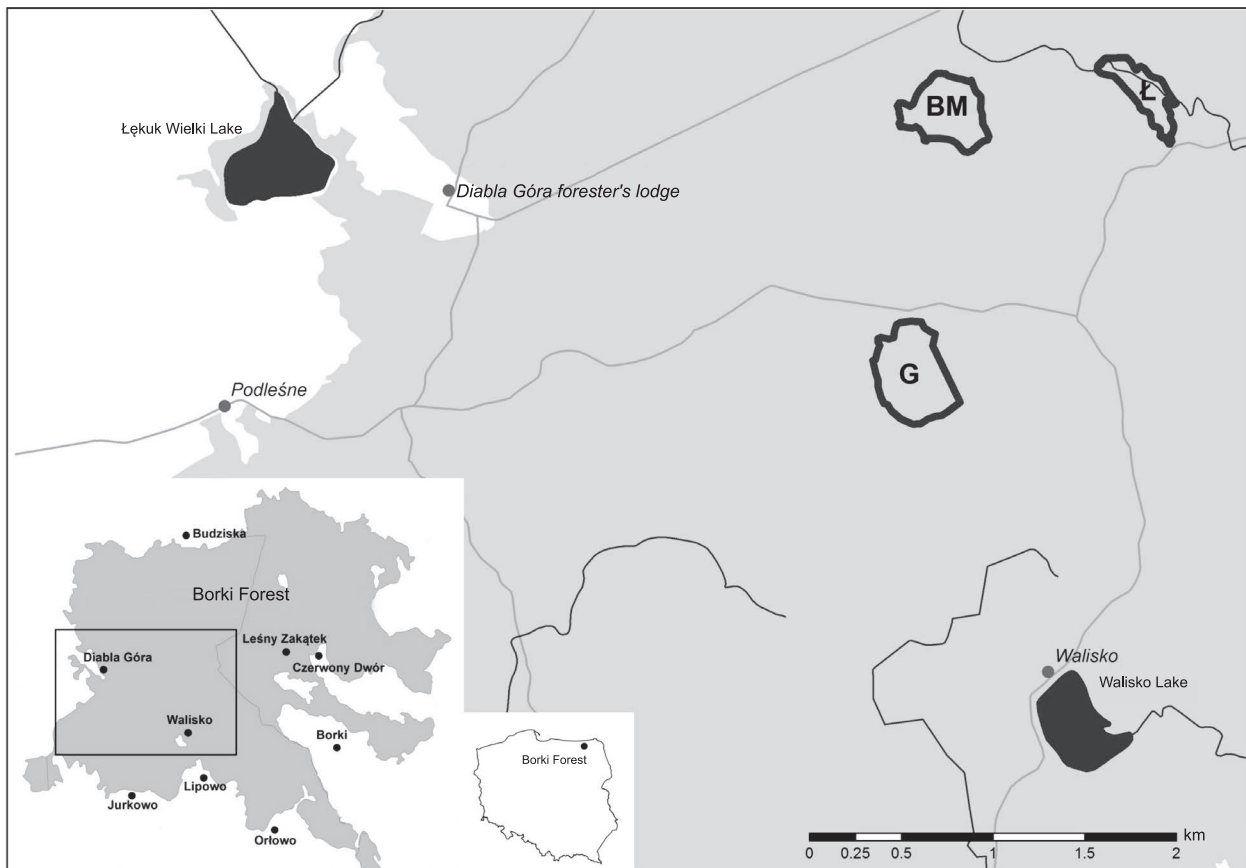 BM
Ł
Łękuk Wielki Lake
Diabla Góra forester's lodge
G
Podleśne
Budziska
Borki Forest
Leśny Zakątek
Diabla Góra
Czerwony Dwór
Walisko
Walisko Lake
Walisko
Borki
Borki Forest
Lipowo
Jurkowo
Orłowo
km
0 0.25 0.5 1 1.5 2